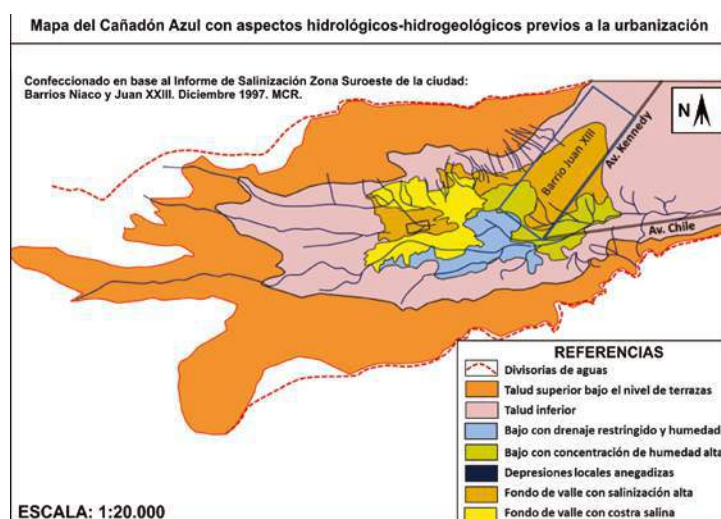 Mapa del Cañadón Azul con aspectos hidrológicos-hidrogeológicos previos a la urbanización
Confeccionado en base al Informe de Salinización Zona Suroeste de la ciudad:
Barrios Niaco y Juan XXIII. Diciembre 1997. MCR.
N
Av. Kennedy
Barrio Juan XIII
Av. Chile
REFERENCIAS
Divisorias de aguas
Talud superior bajo el nivel de terrazas
Talud inferior
Bajo con drenaje restringido y humedad
Bajo con concentración de humedad alta
Depresiones locales anegadizas
Fondo de valle con salinización alta
Fondo de valle con costra salina
ESCALA: 1:20.000